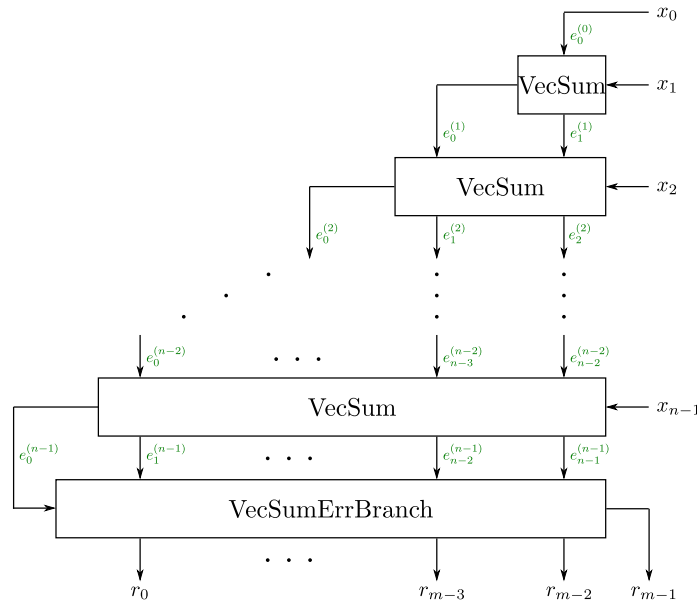 x_0
e_0^{(0)}
VecSum x_1
e_0^{(1)} e_1^{(1)}
VecSum x_2
e_0^{(2)} e_1^{(2)} e_2^{(2)}
e_0^{(n-2)} . . . e_{n-3}^{(n-2)} e_{n-2}^{(n-2)}
VecSum x_{n-1}
e_0^{(n-1)} e_1^{(n-1)} . . . e_{n-2}^{(n-1)} e_{n-1}^{(n-1)}
VecSumErrBranch
. . .
r_0 r_{m-3} r_{m-2} r_{m-1}